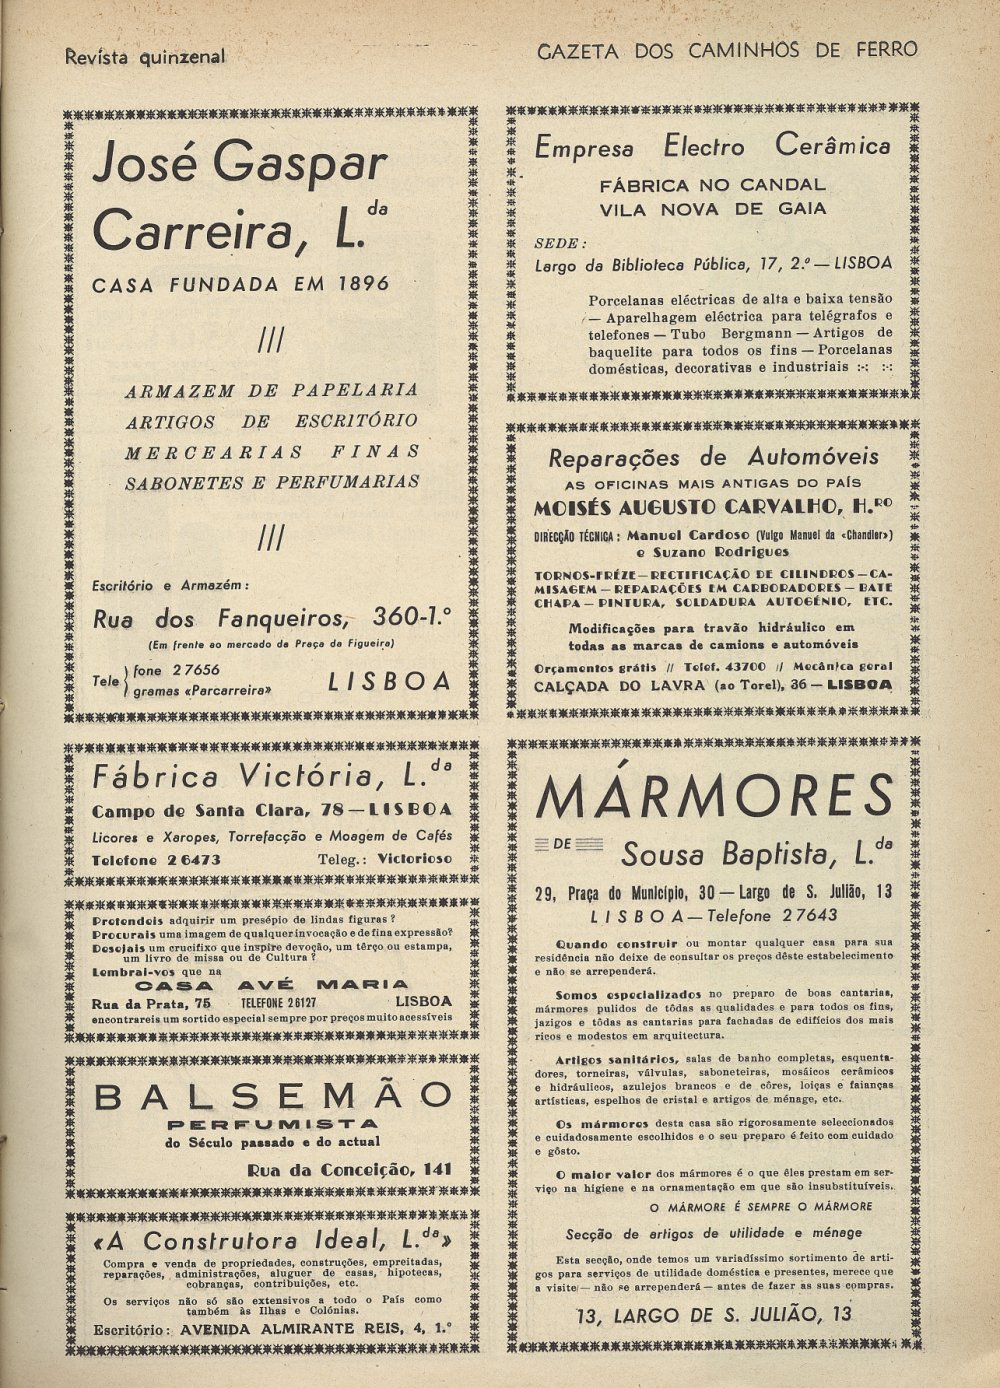 Revista quinzenal
GAZETA DOS CAMINHOS DE FERRO
José Gaspar
Carreira, L.da
CASA FUNDADA EM 1896
///
ARMAZEM DE PAPELARIA
ARTIGOS DE ESCRITÓRIO
MERCEARIAS FINAS
SABONETES E PERFUMARIAS
///
Escritório e Armazém:
Rua dos Fanqueiros, 360-1.º
(Em frente ao mercado da Praça da Figueira)
Tele } fone 27656
gramas «Parcarreira»
LISBOA
Fábrica Victória, L.da
Campo de Santa Clara, 78—LISBOA
Licores e Xaropes, Torrefacção e Moagem de Cafés
Telefone 26473 Teleg.: Victorioso
Pretendeis adquirir um presépio de lindas figuras?
Procurais uma imagem de qualquer invocação e de fina expressão?
Desejais um crucifixo que inspire devoção, um têrço ou estampa,
um livro de missa ou de Cultura?
Lembrai-vos que na
CASA AVÉ MARIA
Rua da Prata, 75 TELEFONE 26127 LISBOA
encontrareis um sortido especial sempre por preços muito acessíveis
BALSEMÃO
PERFUMISTA
do Século passado e do actual
Rua da Conceição, 141
«A Construtora Ideal, L.da»
Compra e venda de propriedades, construções, empreitadas,
reparações, administrações, aluguer de casas, hipotecas,
cobranças, contribuições, etc.
Os serviços não só são extensivos a todo o País como
também às Ilhas e Colónias.
Escritório: AVENIDA ALMIRANTE REIS, 4, 1.º
Empresa Electro Cerâmica
FÁBRICA NO CANDAL
VILA NOVA DE GAIA
SEDE:
Largo da Biblioteca Pública, 17, 2.º — LISBOA
Porcelanas eléctricas de alta e baixa tensão
— Aparelhagem eléctrica para telégrafos e
telefones — Tubo Bergmann — Artigos de
baquelite para todos os fins — Porcelanas
domésticas, decorativas e industriais :-: :-:
Reparações de Automóveis
AS OFICINAS MAIS ANTIGAS DO PAÍS
MOISÉS AUGUSTO CARVALHO, H.RO
DIRECÇÃO TÉCNICA: Manuel Cardoso (Vulgo Manuel da «Chandler»)
e Suzano Rodrigues
TORNOS-FRÉZE—RECTIFICAÇÃO DE CILINDROS—CA-
MISAGEM — REPARAÇÕES EM CARBORADORES — BATE
CHAPA — PINTURA, SOLDADURA AUTOGÉNIO, ETC.
Modificações para travão hidráulico em
todas as marcas de camions e automóveis
Orçamentos grátis // Telef. 43700 // Mecânica geral
CALÇADA DO LAVRA (ao Torel), 36 — LISBOA
MÁRMORES
DE
Sousa Baptista, L.da
29, Praça do Município, 30 — Largo de S. Julião, 13
LISBOA—Telefone 27643
Quando construir ou montar qualquer casa para sua
residência não deixe de consultar os preços dêste estabelecimento
e não se arrependerá.
Somos especializados no preparo de boas cantarias,
mármores pulidos de tôdas as qualidades e para todos os fins,
jazigos e tôdas as cantarias para fachadas de edifícios dos mais
ricos e modestos em arquitectura.
Artigos sanitários, salas de banho completas, esquenta-
dores, torneiras, válvulas, saboneteiras, mosáicos cerâmicos
e hidráulicos, azulejos brancos e de côres, loiças e faianças
artísticas, espelhos de cristal e artigos de ménage, etc.
Os mármores desta casa são rigorosamente seleccionados
e cuidadosamente escolhidos e o seu preparo é feito com cuidado
e gôsto.
O maior valor dos mármores é o que êles prestam em ser-
viço na higiene e na ornamentação em que são insubstituíveis.
O MÁRMORE É SEMPRE O MÁRMORE
Secção de artigos de utilidade e ménage
Esta secção, onde temos um variadíssimo sortimento de arti-
gos para serviços de utilidade doméstica e presentes, merece que
a visite — não se arrependerá — antes de fazer as suas compras.
13, LARGO DE S. JULIÃO, 13